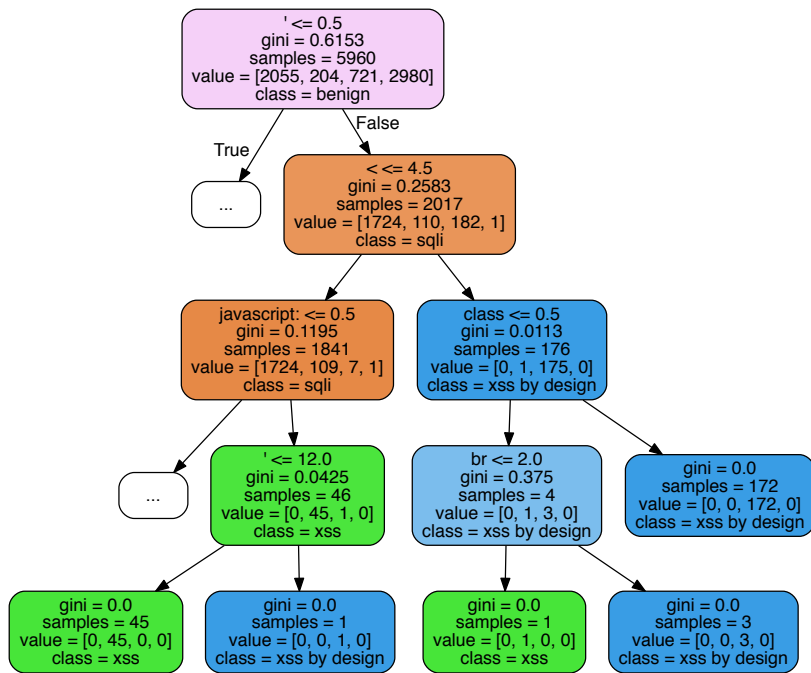 ' <= 0.5
gini = 0.6153
samples = 5960
value = [2055, 204, 721, 2980]
class = benign
True
False
...
< <= 4.5
gini = 0.2583
samples = 2017
value = [1724, 110, 182, 1]
class = sqli
javascript: <= 0.5
gini = 0.1195
samples = 1841
value = [1724, 109, 7, 1]
class = sqli
class <= 0.5
gini = 0.0113
samples = 176
value = [0, 1, 175, 0]
class = xss by design
...
' <= 12.0
gini = 0.0425
samples = 46
value = [0, 45, 1, 0]
class = xss
br <= 2.0
gini = 0.375
samples = 4
value = [0, 1, 3, 0]
class = xss by design
gini = 0.0
samples = 172
value = [0, 0, 172, 0]
class = xss by design
gini = 0.0
samples = 45
value = [0, 45, 0, 0]
class = xss
gini = 0.0
samples = 1
value = [0, 0, 1, 0]
class = xss by design
gini = 0.0
samples = 1
value = [0, 1, 0, 0]
class = xss
gini = 0.0
samples = 3
value = [0, 0, 3, 0]
class = xss by design